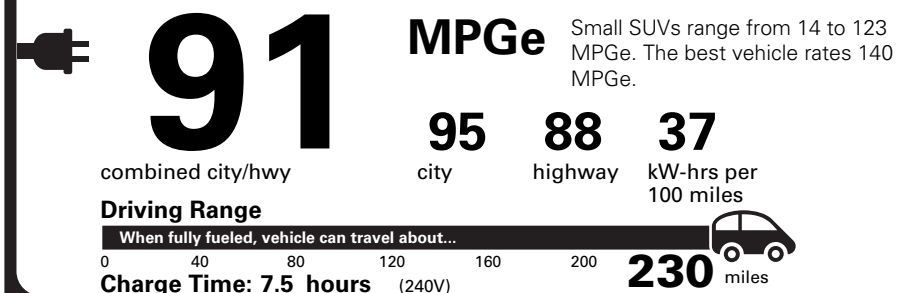 91
MPGe
Small SUVs range from 14 to 123
MPGe. The best vehicle rates 140
MPGe.
95 88 37
combined city/hwy city highway kW-hrs per
100 miles
Driving Range
When fully fueled, vehicle can travel about...
0 40 80 120 160 200 230 miles
Charge Time: 7.5 hours (240V)